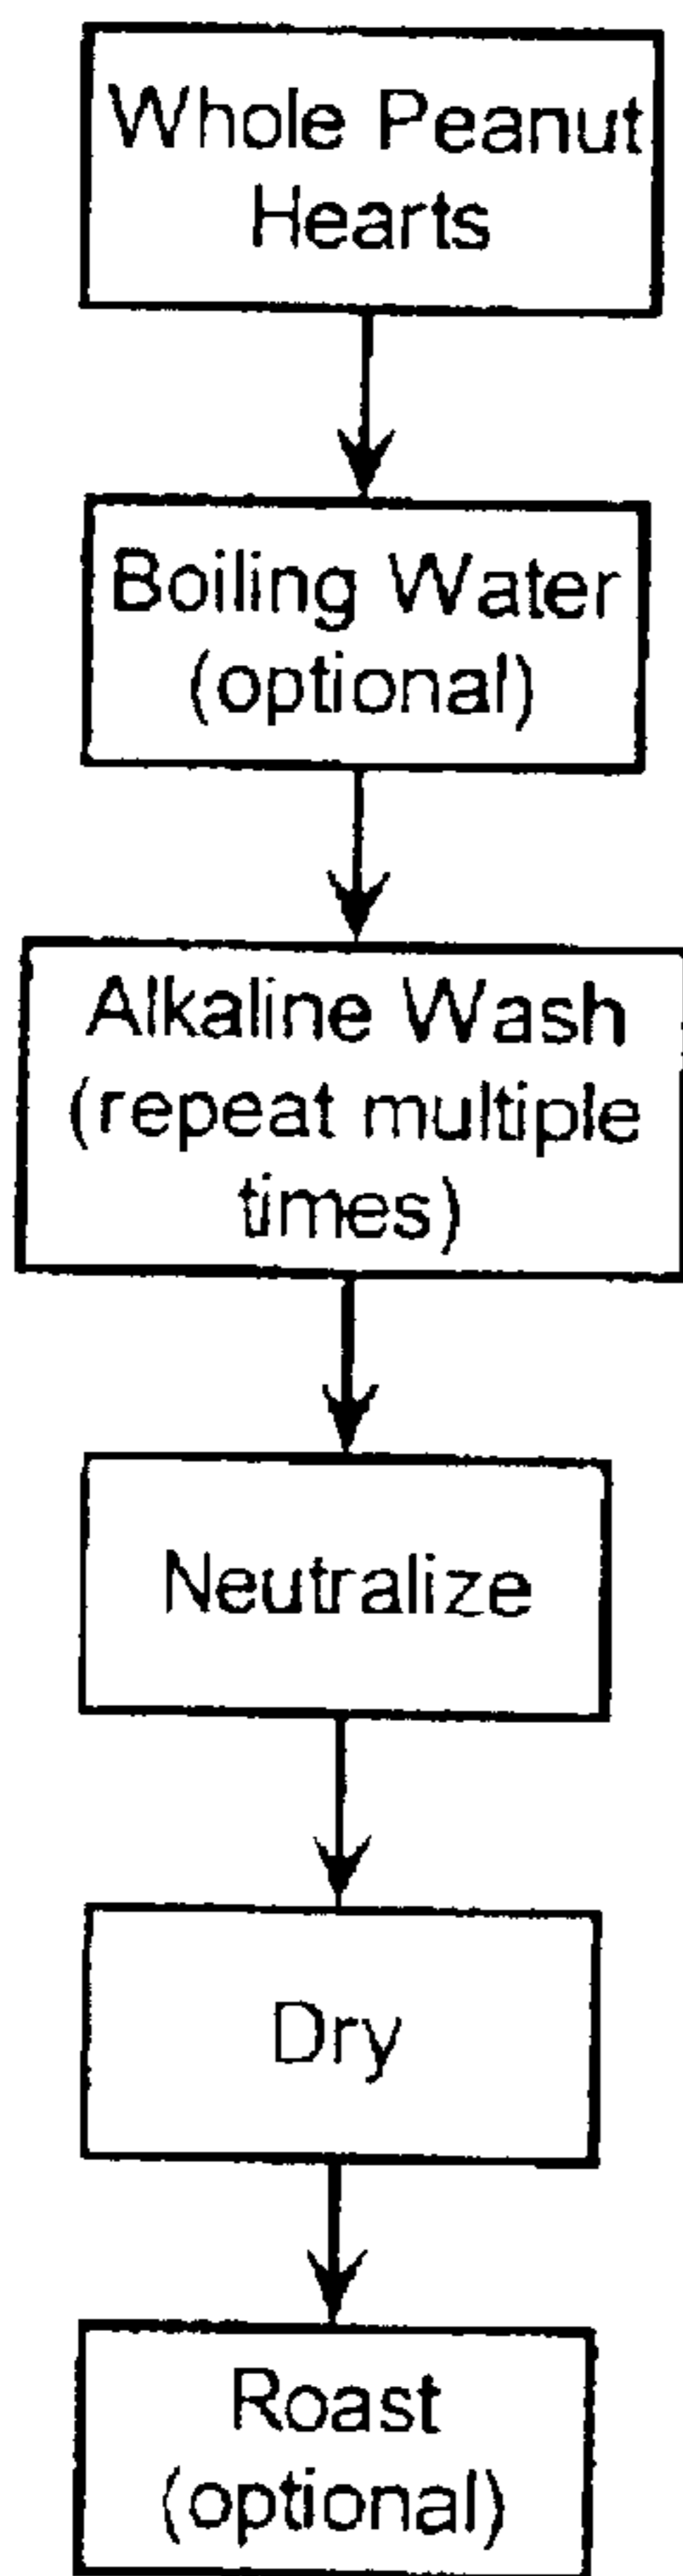 Whole Peanut
Hearts
Boiling Water
(optional)
Alkaline Wash
(repeat multiple
times)
Neutralize
Dry
Roast
(optional)